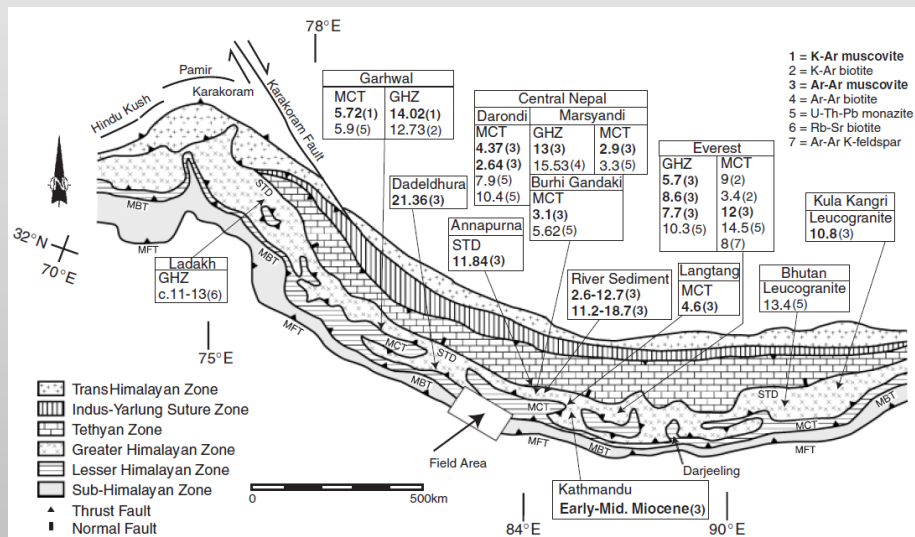 78°E
1 = K-Ar muscovite
2 = K-Ar biotite
3 = Ar-Ar muscovite
4 = Ar-Ar biotite
5 = U-Th-Pb monazite
6 = Rb-Sr biotite
7 = Ar-Ar K-feldspar
Pamir
Karakoram
Hindu Kush
Karakoram Fault
Garhwal
MCT GHZ
5.72(1) 14.02(1)
5.9(5) 12.73(2)
Central Nepal
Darondi Marsyandi
MCT GHZ MCT
4.37(3) 13(3) 2.9(3)
2.64(3) 15.53(4) 3.3(5)
7.9(5)
10.4(5)
Burhi Gandaki
MCT
3.1(3)
5.62(5)
Everest
GHZ MCT
5.7(3) 9(2)
8.6(3) 3.4(2)
7.7(3) 12(3)
10.3(5) 14.5(5)
8(7)
Dadeldhura
21.36(3)
Annapurna
STD
11.84(3)
Kula Kangri
Leucogranite
10.8(3)
Langtang
MCT
4.6(3)
Bhutan
Leucogranite
13.4(5)
River Sediment
2.6-12.7(3)
11.2-18.7(3)
Ladakh
GHZ
c.11-13(6)
32°N
70°E
75°E
MBT
MFT
STD
MBT
MFT
MCT
STD
MBT
MCT
MFT
MBT
STD
MCT
MBT
MFT
Field Area
Darjeeling
Kathmandu
Early-Mid. Miocene(3)
84°E
90°E
TransHimalayan Zone
Indus-Yarlung Suture Zone
Tethyan Zone
Greater Himalayan Zone
Lesser Himalayan Zone
Sub-Himalayan Zone
Thrust Fault
Normal Fault
0 500km